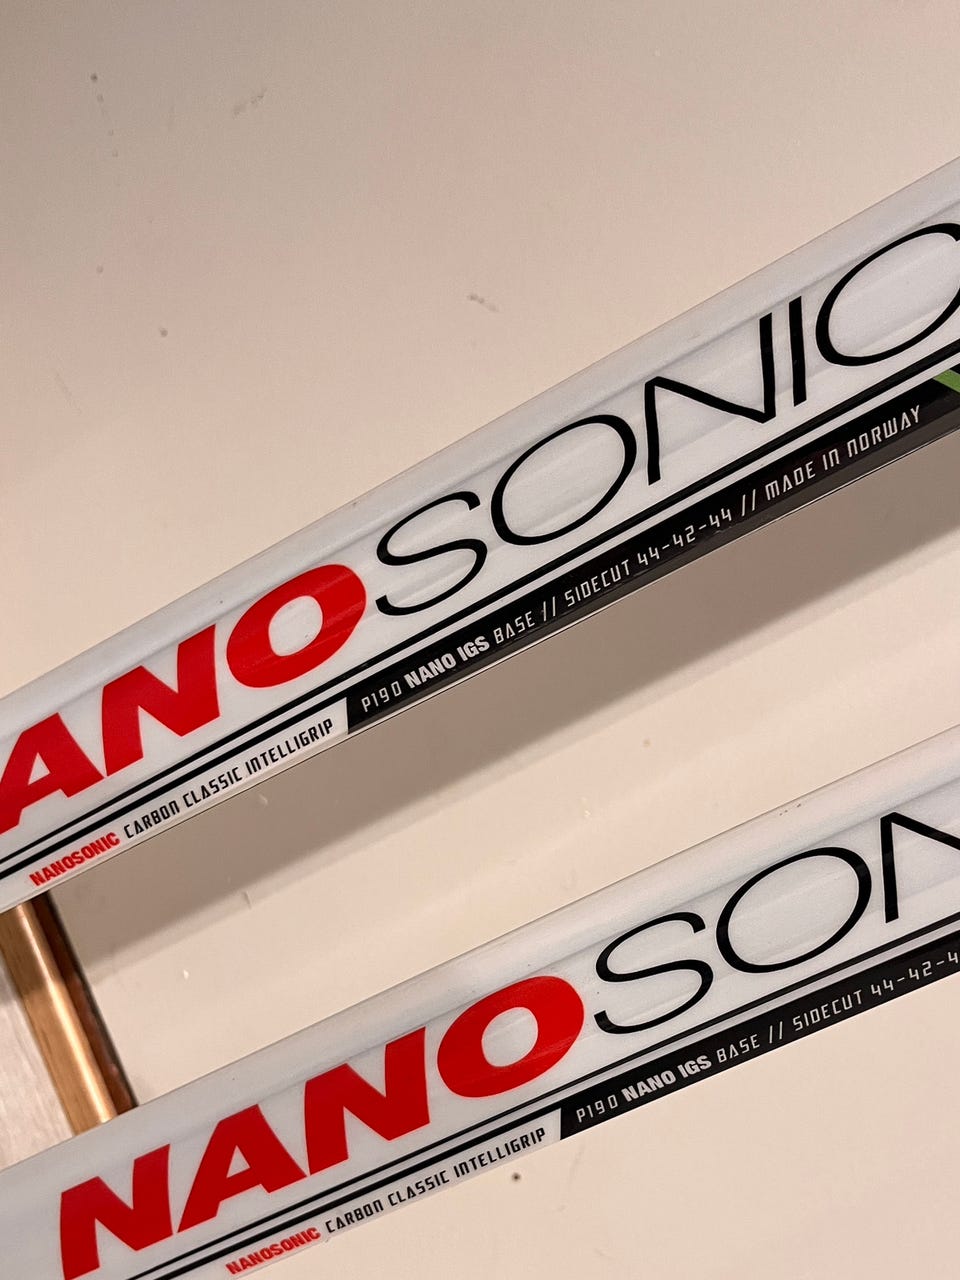 ANOSONIC
NANOSONIC CARBON CLASSIC INTELLIGRIP P190 NANO IGS BASE // SIDECUT 44-42-44 // MADE IN NORWAY
NANOSON
NANOSONIC CARBON CLASSIC INTELLIGRIP P190 NANO IGS BASE // SIDECUT 44-42-4